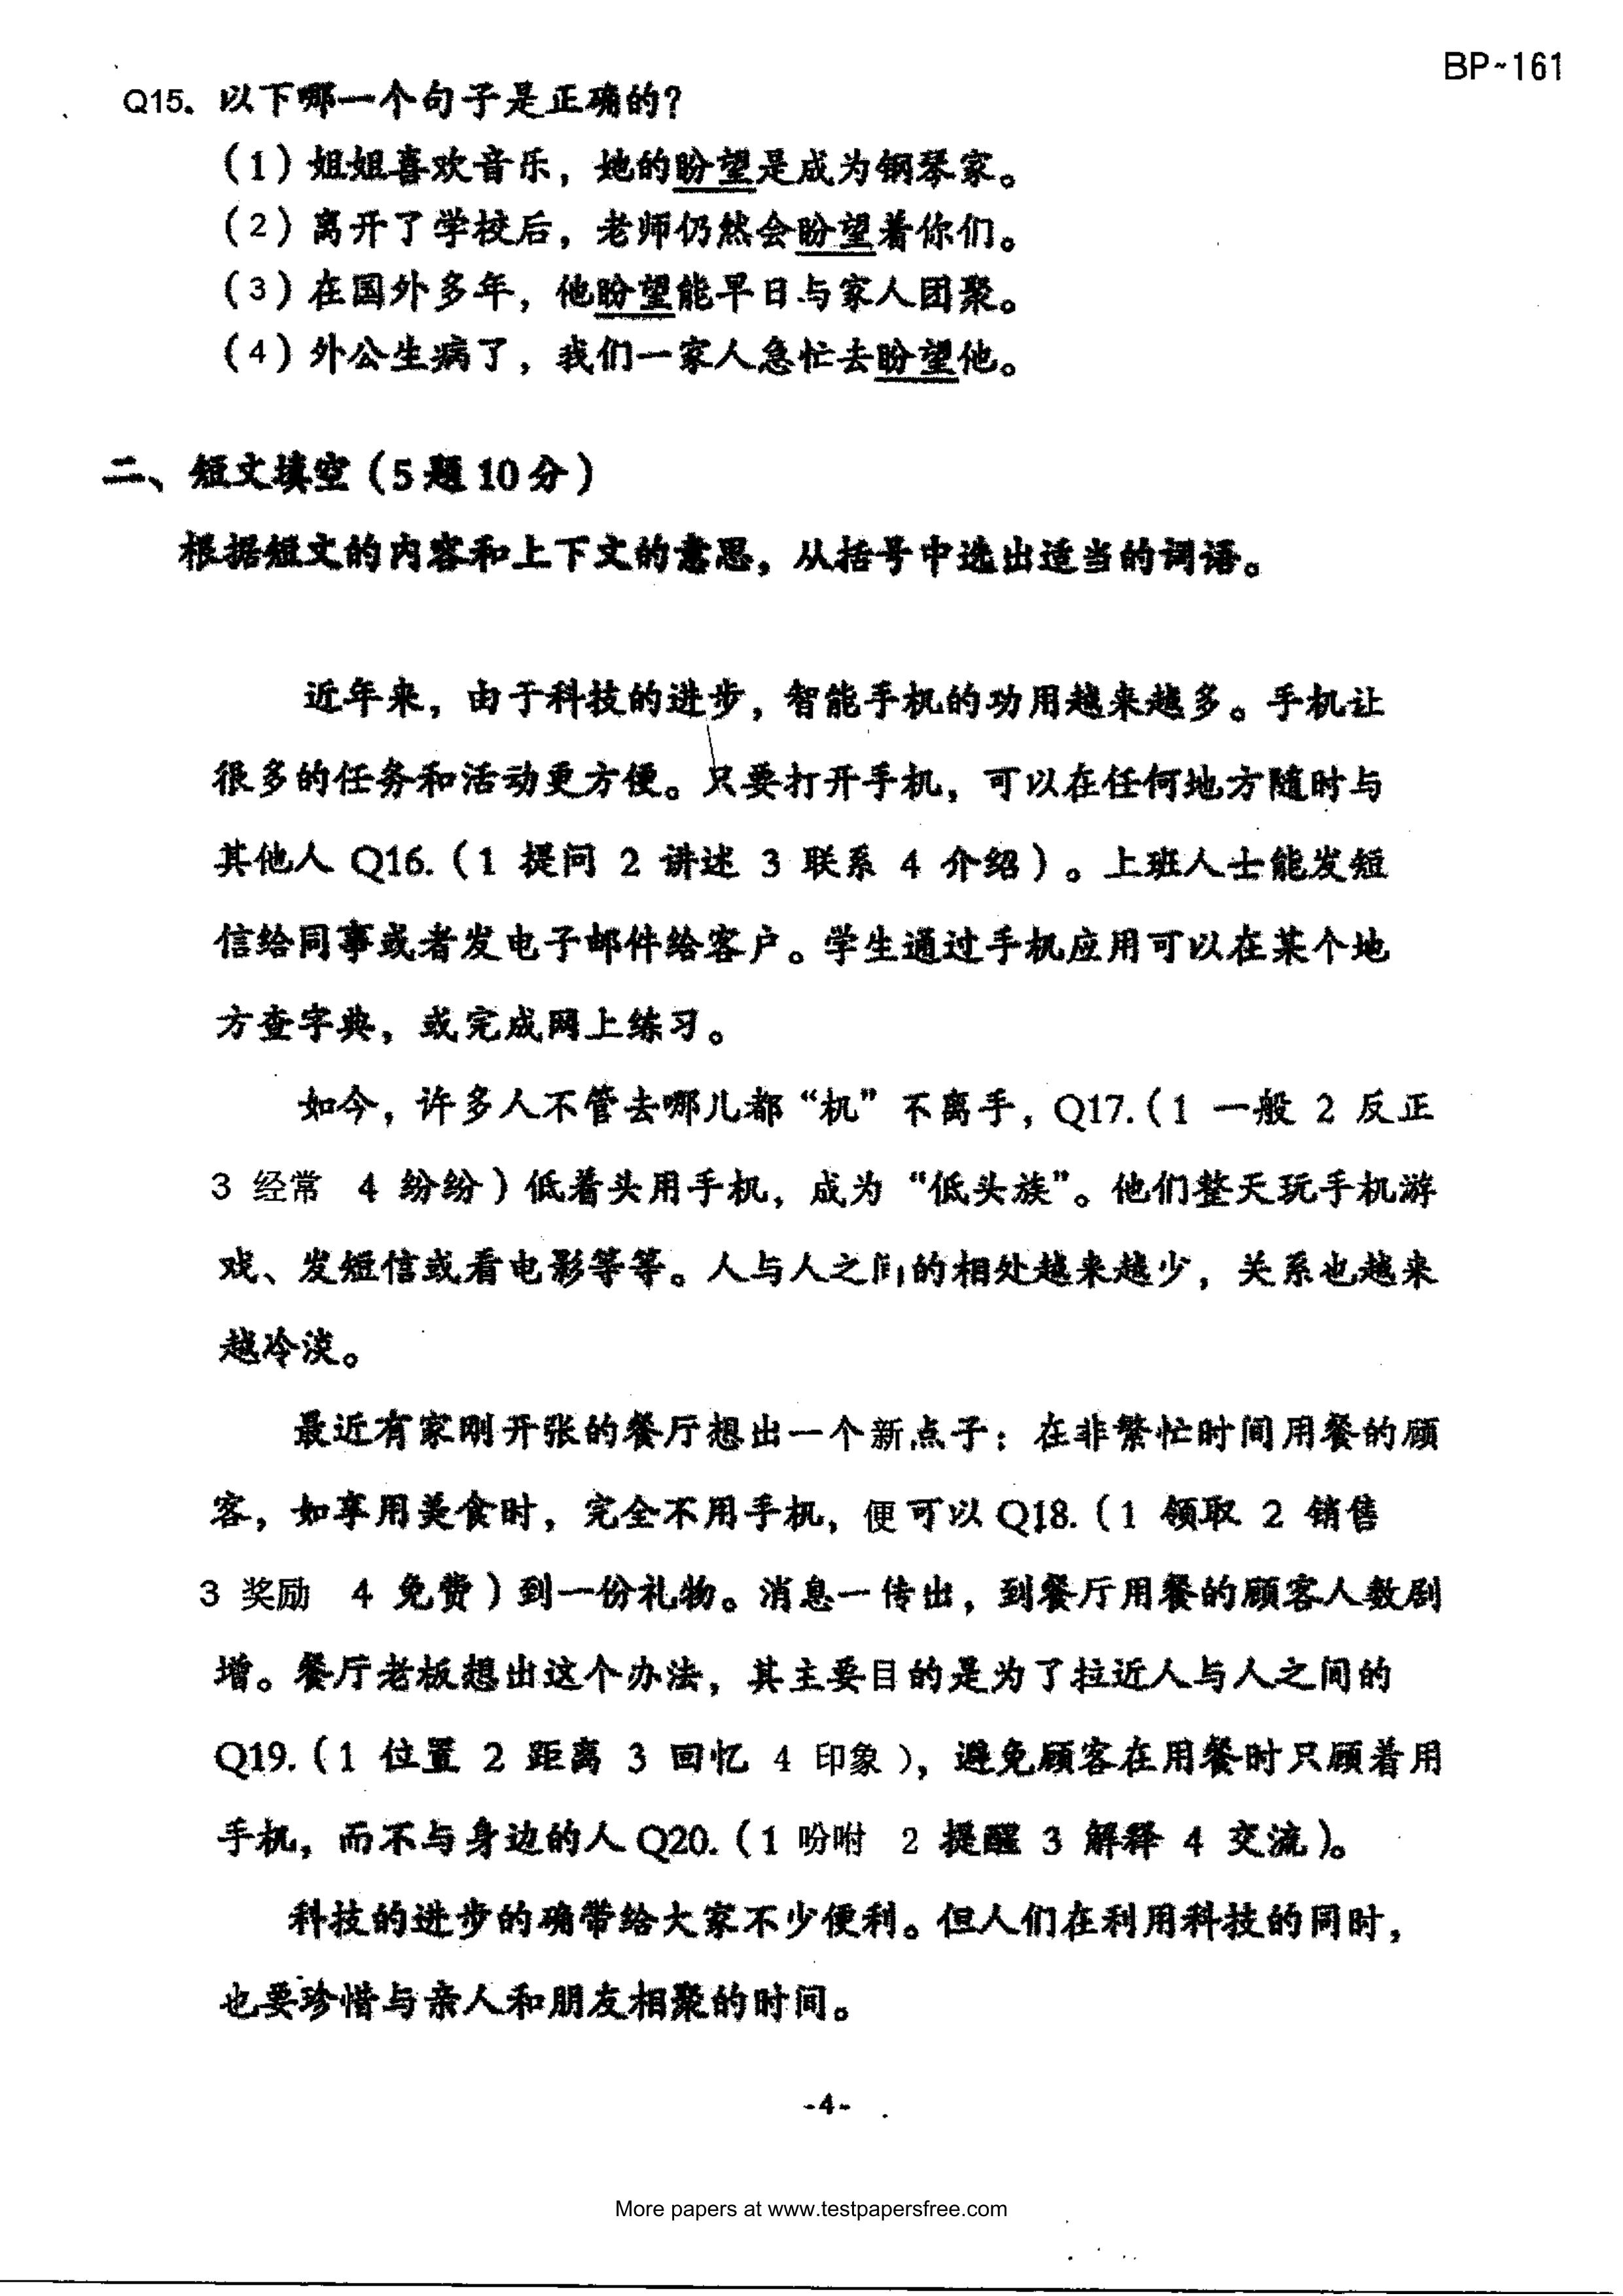 BP~161
Q15. 以下哪一个句子是正确的？
（1）姐姐喜欢音乐，她的盼望是成为钢琴家。
（2）离开了学校后，老师仍然会盼望着你们。
（3）在国外多年，他盼望能早日与家人团聚。
（4）外公生病了，我们一家人急忙去盼望他。
二、短文填空（5题10分）
根据短文的内容和上下文的意思，从括号中选出适当的词语。
近年来，由于科技的进步，智能手机的功用越来越多。手机让
很多的任务和活动更方便。只要打开手机，可以在任何地方随时与
其他人 Q16.（1 提问 2 讲述 3 联系 4 介绍）。上班人士能发短
信给同事或者发电子邮件给客户。学生通过手机应用可以在某个地
方查字典，或完成网上练习。
如今，许多人不管去哪儿都“机”不离手，Q17.（1 一般 2 反正
3 经常 4 纷纷）低着头用手机，成为“低头族”。他们整天玩手机游
戏、发短信或看电影等等。人与人之间的相处越来越少，关系也越来
越冷淡。
最近有家刚开张的餐厅想出一个新点子：在非繁忙时间用餐的顾
客，如享用美食时，完全不用手机，便可以 Q18.（1 领取 2 销售
3 奖励 4 免费）到一份礼物。消息一传出，到餐厅用餐的顾客人数剧
增。餐厅老板想出这个办法，其主要目的是为了拉近人与人之间的
Q19.（1 位置 2 距离 3 回忆 4 印象），避免顾客在用餐时只顾着用
手机，而不与身边的人 Q20.（1 吩咐 2 提醒 3 解释 4 交流）。
科技的进步的确带给大家不少便利。但人们在利用科技的同时，
也要珍惜与亲人和朋友相聚的时间。
-4-
More papers at www.testpapersfree.com